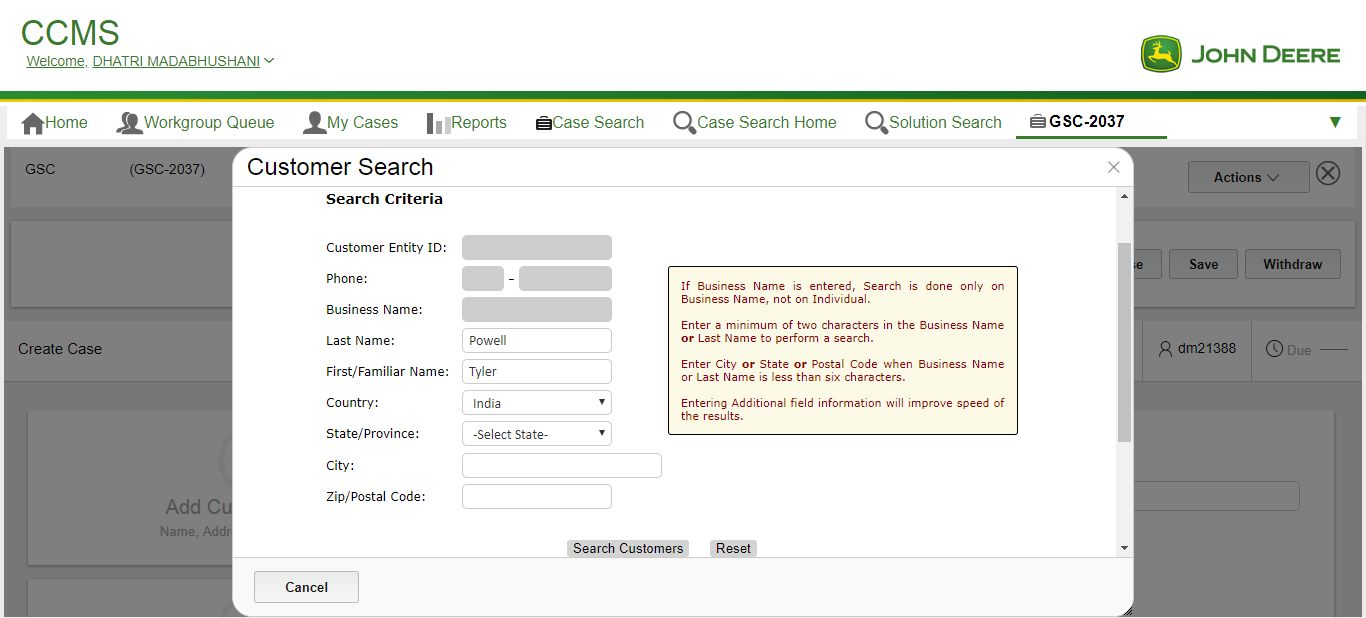 CCMS
Welcome, DHATRI MADABHUSHANI
JOHN DEERE
Home
Workgroup Queue
My Cases
Reports
Case Search
Case Search Home
Solution Search
GSC-2037
GSC
(GSC-2037)
Actions
Customer Search
Search Criteria
Customer Entity ID:
Phone:
-
Business Name:
Last Name:
Powell
First/Familiar Name:
Tyler
Country:
India
State/Province:
-Select State-
City:
Zip/Postal Code:
If Business Name is entered, Search is done only on
Business Name, not on Individual.
Enter a minimum of two characters in the Business Name
or Last Name to perform a search.
Enter City or State or Postal Code when Business Name
or Last Name is less than six characters.
Entering Additional field information will improve speed of
the results.
Search Customers
Reset
Cancel
Save
Withdraw
Create Case
dm21388
Due
Add Cu
Name, Addr